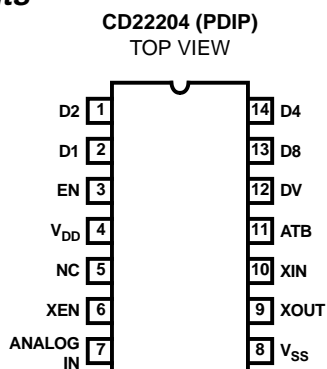 CD22204 (PDIP)
TOP VIEW
D2 1 14 D4
D1 2 13 D8
EN 3 12 DV
VDD 4 11 ATB
NC 5 10 XIN
XEN 6 9 XOUT
ANALOG IN 7 8 VSS